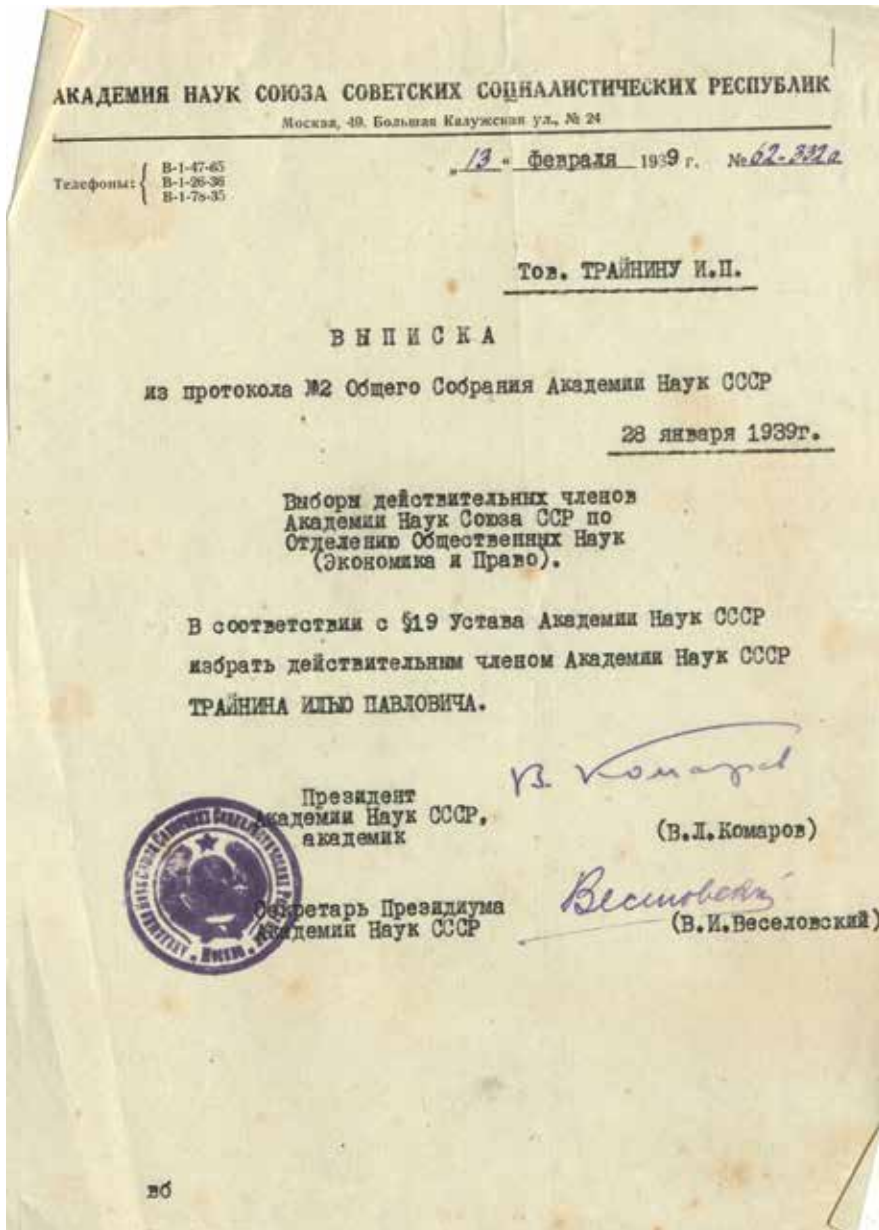 АКАДЕМИЯ НАУК СОЮЗА СОВЕТСКИХ СОЦИАЛИСТИЧЕСКИХ РЕСПУБЛИК
Москва, 49. Большая Калужская ул., № 24
Телефоны: В-1-47-65
В-1-26-36
В-1-78-35
„13“ февраля 1939 г. № 62-332а
Тов. ТРАЙНИНУ И.П.
ВЫПИСКА
из протокола №2 Общего Собрания Академии Наук СССР
28 января 1939г.
Выборы действительных членов
Академии Наук Союза ССР по
Отделению Общественных Наук
(Экономика и Право).
В соответствии с §19 Устава Академии Наук СССР
избрать действительным членом Академии Наук СССР
ТРАЙНИНА ИЛЬЮ ПАВЛОВИЧА.
В. Комаров
Президент
Академии Наук СССР,
академик
(В.Л.Комаров)
Секретарь Президиума
Академии Наук СССР
(В.И.Веселовский)
вб